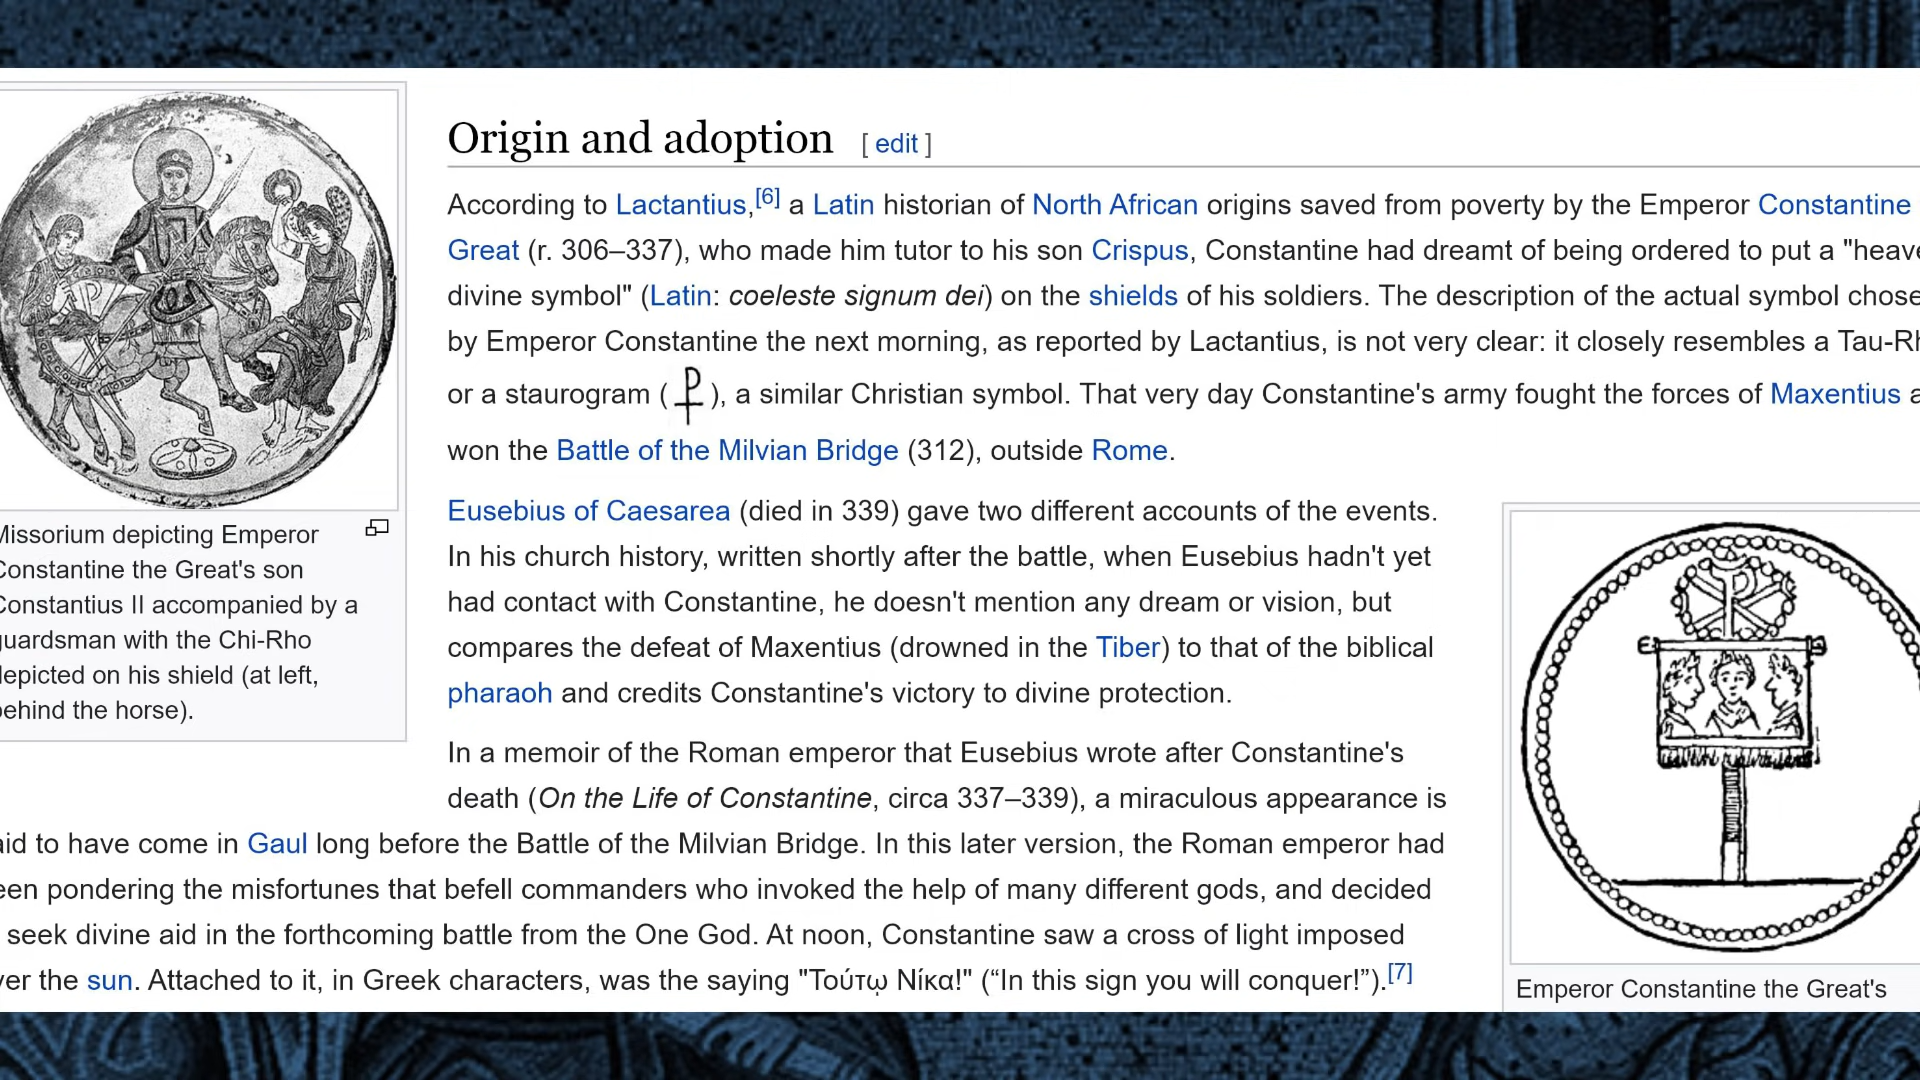 Origin and adoption [ edit ]
According to Lactantius,[6] a Latin historian of North African origins saved from poverty by the Emperor Constantine
Great (r. 306–337), who made him tutor to his son Crispus, Constantine had dreamt of being ordered to put a "heave
divine symbol" (Latin: coeleste signum dei) on the shields of his soldiers. The description of the actual symbol chose
by Emperor Constantine the next morning, as reported by Lactantius, is not very clear: it closely resembles a Tau-Rh
or a staurogram (⳨), a similar Christian symbol. That very day Constantine's army fought the forces of Maxentius a
won the Battle of the Milvian Bridge (312), outside Rome.
Eusebius of Caesarea (died in 339) gave two different accounts of the events.
In his church history, written shortly after the battle, when Eusebius hadn't yet
had contact with Constantine, he doesn't mention any dream or vision, but
compares the defeat of Maxentius (drowned in the Tiber) to that of the biblical
pharaoh and credits Constantine's victory to divine protection.
In a memoir of the Roman emperor that Eusebius wrote after Constantine's
death (On the Life of Constantine, circa 337–339), a miraculous appearance is
aid to have come in Gaul long before the Battle of the Milvian Bridge. In this later version, the Roman emperor had
een pondering the misfortunes that befell commanders who invoked the help of many different gods, and decided
seek divine aid in the forthcoming battle from the One God. At noon, Constantine saw a cross of light imposed
ver the sun. Attached to it, in Greek characters, was the saying "Τούτῳ Νίκα!" (“In this sign you will conquer!”).[7]
Missorium depicting Emperor
Constantine the Great's son
Constantius II accompanied by a
guardsman with the Chi-Rho
depicted on his shield (at left,
behind the horse).
Emperor Constantine the Great's